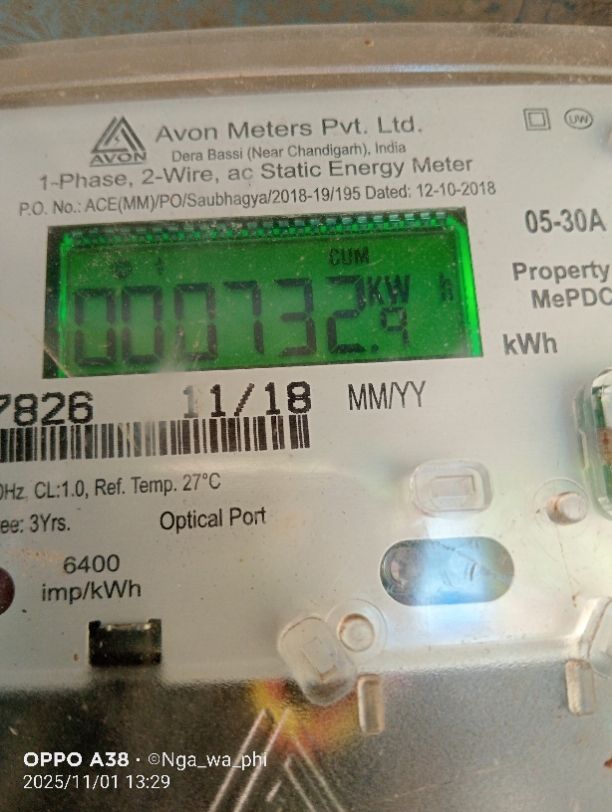 Avon Meters Pvt. Ltd.
AVON
Dera Bassi (Near Chandigarh), India
1-Phase, 2-Wire, ac Static Energy Meter
P.O. No.: ACE(MM)/PO/Saubhagya/2018-19/195 Dated: 12-10-2018
UW
05-30A
CUM
000732.9 KW h
Property
MePDC
kWh
7826 11/18 MM/YY
0Hz. CL:1.0, Ref. Temp. 27°C
ee: 3Yrs. Optical Port
6400
imp/kWh
OPPO A38 · ©Nga_wa_phi
2025/11/01 13:29